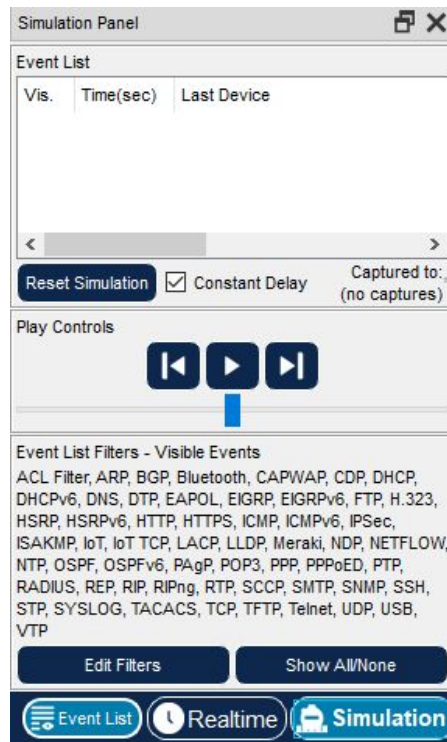 Simulation Panel
Event List
Vis. Time(sec) Last Device
Reset Simulation Constant Delay Captured to:
(no captures)
Play Controls
Event List Filters - Visible Events
ACL Filter, ARP, BGP, Bluetooth, CAPWAP, CDP, DHCP,
DHCPv6, DNS, DTP, EAPOL, EIGRP, EIGRPv6, FTP, H.323,
HSRP, HSRPv6, HTTP, HTTPS, ICMP, ICMPv6, IPSec,
ISAKMP, IoT, IoT TCP, LACP, LLDP, Meraki, NDP, NETFLOW,
NTP, OSPF, OSPFv6, PAgP, POP3, PPP, PPPoED, PTP,
RADIUS, REP, RIP, RIPng, RTP, SCCP, SMTP, SNMP, SSH,
STP, SYSLOG, TACACS, TCP, TFTP, Telnet, UDP, USB,
VTP
Edit Filters Show All/None
Event List Realtime Simulation